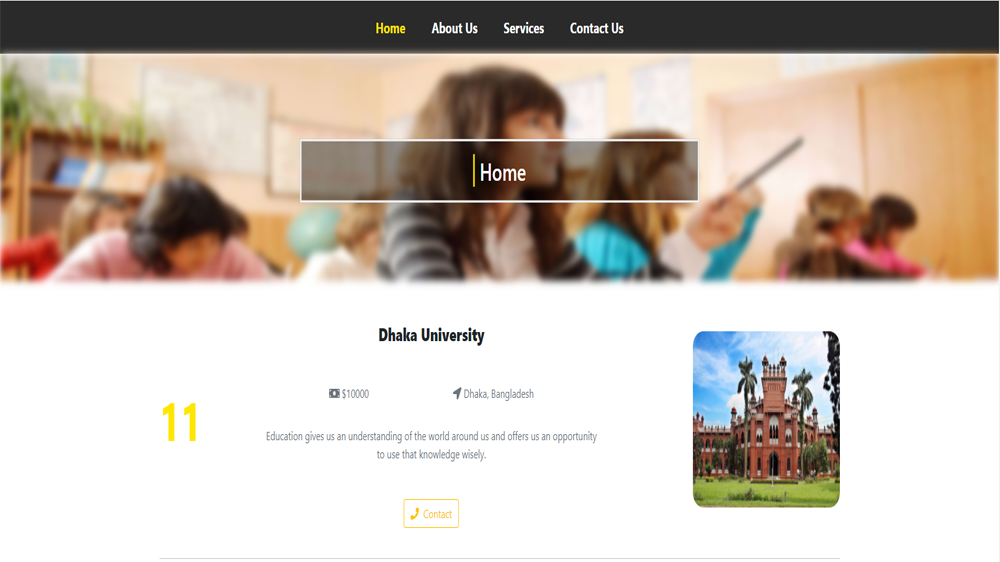 Home About Us Services Contact Us
Home
Dhaka University
$10000 Dhaka, Bangladesh
11
Education gives us an understanding of the world around us and offers us an opportunity
to use that knowledge wisely.
Contact